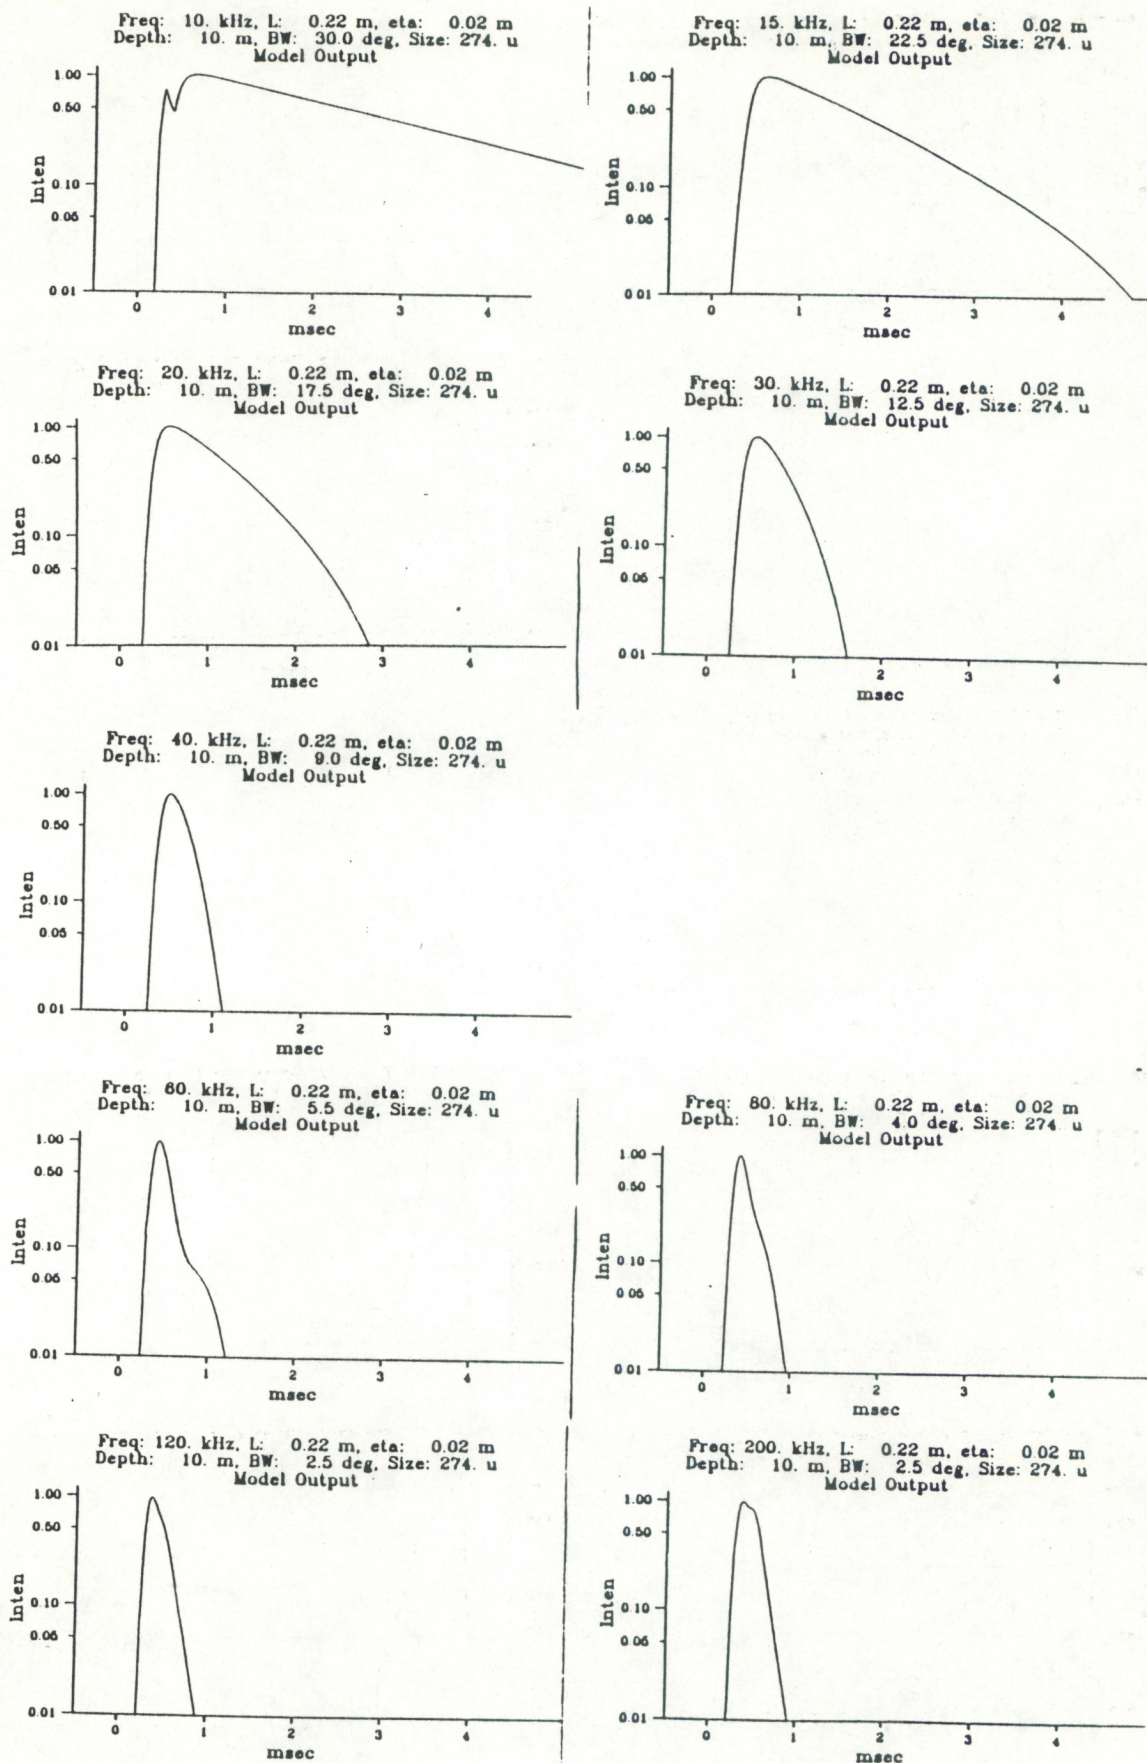 Freq: 10. kHz, L: 0.22 m, eta: 0.02 m
Depth: 10. m, BW: 30.0 deg, Size: 274. u
Model Output
1.00
0.50
0.10
0.05
0.01
Inten
0 1 2 3 4
msec
Freq: 15. kHz, L: 0.22 m, eta: 0.02 m
Depth: 10. m, BW: 22.5 deg, Size: 274. u
Model Output
1.00
0.50
0.10
0.05
0.01
Inten
0 1 2 3 4
msec
Freq: 20. kHz, L: 0.22 m, eta: 0.02 m
Depth: 10. m, BW: 17.5 deg, Size: 274. u
Model Output
1.00
0.50
0.10
0.05
0.01
Inten
0 1 2 3 4
msec
Freq: 30. kHz, L: 0.22 m, eta: 0.02 m
Depth: 10. m, BW: 12.5 deg, Size: 274. u
Model Output
1.00
0.50
0.10
0.05
0.01
Inten
0 1 2 3 4
msec
Freq: 40. kHz, L: 0.22 m, eta: 0.02 m
Depth: 10. m, BW: 9.0 deg, Size: 274. u
Model Output
1.00
0.50
0.10
0.05
0.01
Inten
0 1 2 3 4
msec
Freq: 60. kHz, L: 0.22 m, eta: 0.02 m
Depth: 10. m, BW: 5.5 deg, Size: 274. u
Model Output
1.00
0.50
0.10
0.05
0.01
Inten
0 1 2 3 4
msec
Freq: 80. kHz, L: 0.22 m, eta: 0.02 m
Depth: 10. m, BW: 4.0 deg, Size: 274. u
Model Output
1.00
0.50
0.10
0.05
0.01
Inten
0 1 2 3 4
msec
Freq: 120. kHz, L: 0.22 m, eta: 0.02 m
Depth: 10. m, BW: 2.5 deg, Size: 274. u
Model Output
1.00
0.50
0.10
0.05
0.01
Inten
0 1 2 3 4
msec
Freq: 200. kHz, L: 0.22 m, eta: 0.02 m
Depth: 10. m, BW: 2.5 deg, Size: 274. u
Model Output
1.00
0.50
0.10
0.05
0.01
Inten
0 1 2 3 4
msec